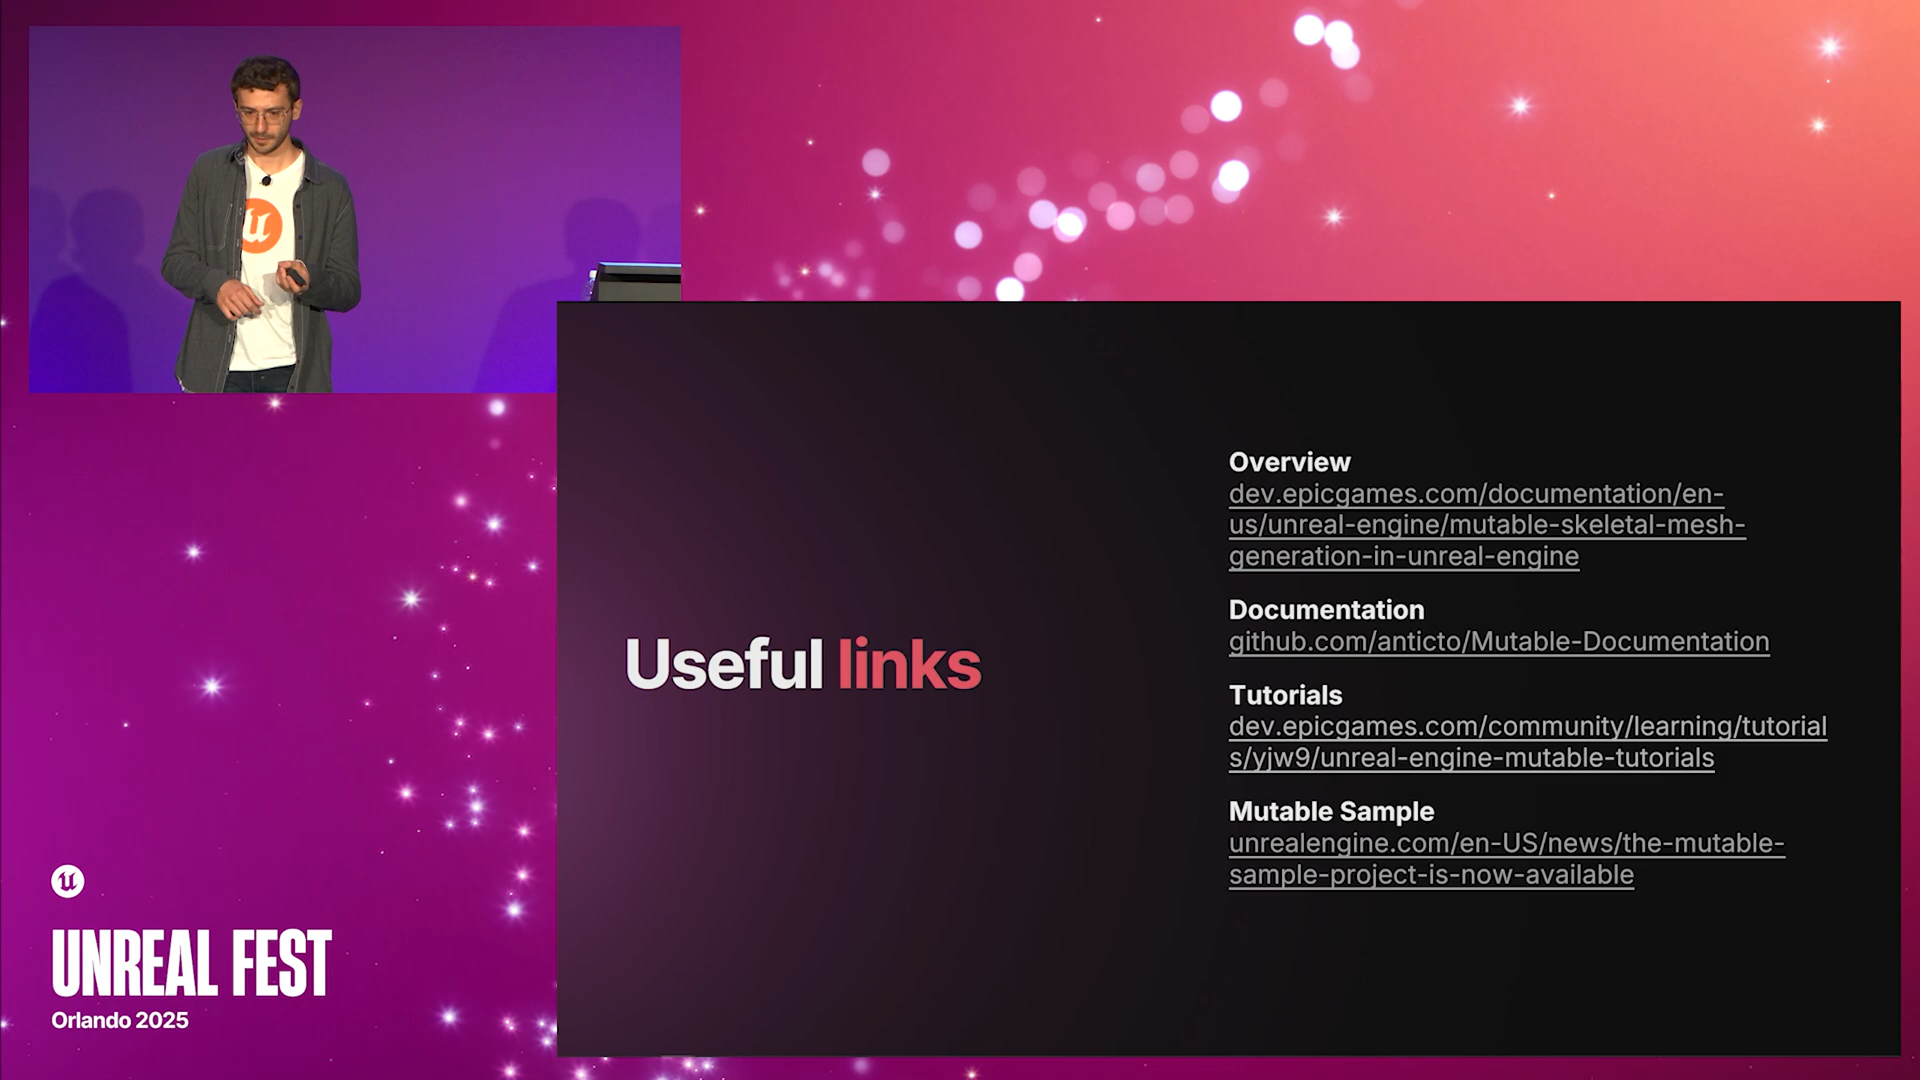 Useful links
Overview
dev.epicgames.com/documentation/en-
us/unreal-engine/mutable-skeletal-mesh-
generation-in-unreal-engine
Documentation
github.com/anticto/Mutable-Documentation
Tutorials
dev.epicgames.com/community/learning/tutorial
s/yjw9/unreal-engine-mutable-tutorials
Mutable Sample
unrealengine.com/en-US/news/the-mutable-
sample-project-is-now-available
UNREAL FEST
Orlando 2025